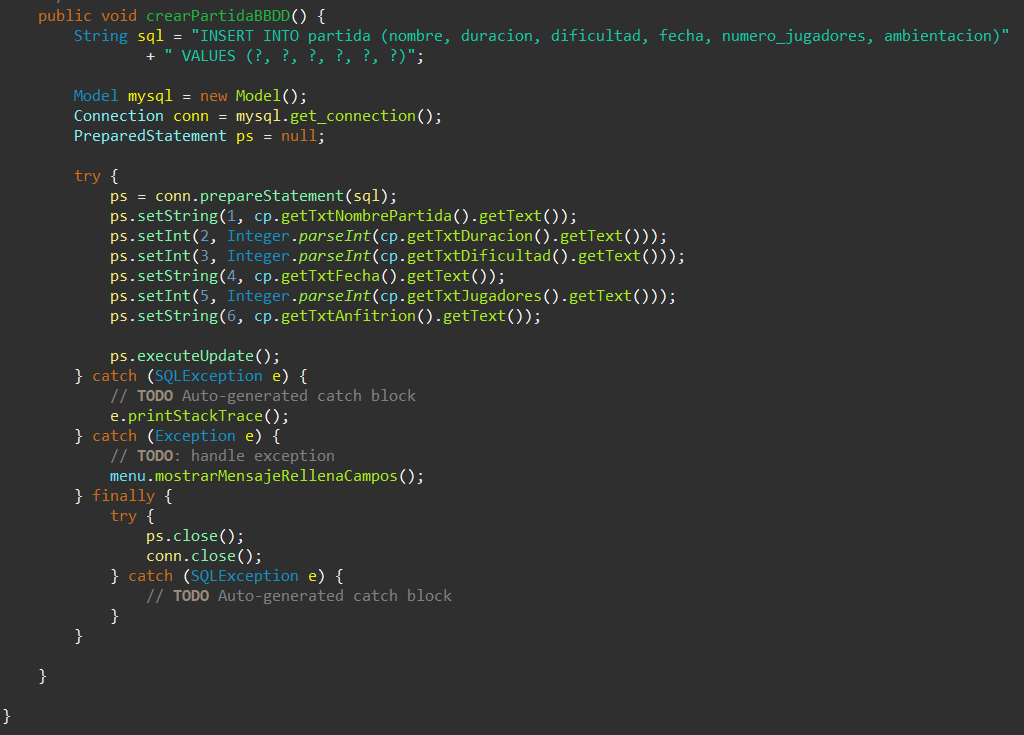 public void crearPartidaBBDD() {
String sql = "INSERT INTO partida (nombre, duracion, dificultad, fecha, numero_jugadores, ambientacion)"
+ " VALUES (?, ?, ?, ?, ?, ?)";
Model mysql = new Model();
Connection conn = mysql.get_connection();
PreparedStatement ps = null;
try {
ps = conn.prepareStatement(sql);
ps.setString(1, cp.getTxtNombrePartida().getText());
ps.setInt(2, Integer.parseInt(cp.getTxtDuracion().getText()));
ps.setInt(3, Integer.parseInt(cp.getTxtDificultad().getText()));
ps.setString(4, cp.getTxtFecha().getText());
ps.setInt(5, Integer.parseInt(cp.getTxtJugadores().getText()));
ps.setString(6, cp.getTxtAnfitrion().getText());
ps.executeUpdate();
} catch (SQLException e) {
// TODO Auto-generated catch block
e.printStackTrace();
} catch (Exception e) {
// TODO: handle exception
menu.mostrarMensajeRellenaCampos();
} finally {
try {
ps.close();
conn.close();
} catch (SQLException e) {
// TODO Auto-generated catch block
}
}
}
}